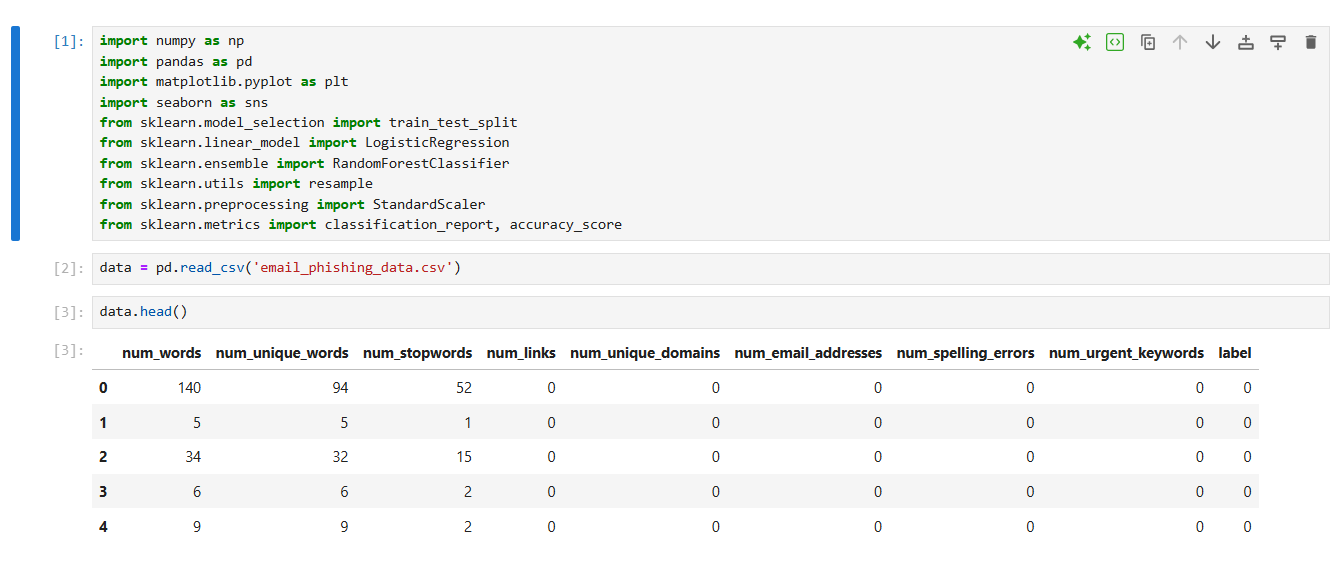 [1]: import numpy as np
import pandas as pd
import matplotlib.pyplot as plt
import seaborn as sns
from sklearn.model_selection import train_test_split
from sklearn.linear_model import LogisticRegression
from sklearn.ensemble import RandomForestClassifier
from sklearn.utils import resample
from sklearn.preprocessing import StandardScaler
from sklearn.metrics import classification_report, accuracy_score
[2]: data = pd.read_csv('email_phishing_data.csv')
[3]: data.head()
[3]: num_words num_unique_words num_stopwords num_links num_unique_domains num_email_addresses num_spelling_errors num_urgent_keywords label
0 140 94 52 0 0 0 0 0 0
1 5 5 1 0 0 0 0 0 0
2 34 32 15 0 0 0 0 0 0
3 6 6 2 0 0 0 0 0 0
4 9 9 2 0 0 0 0 0 0